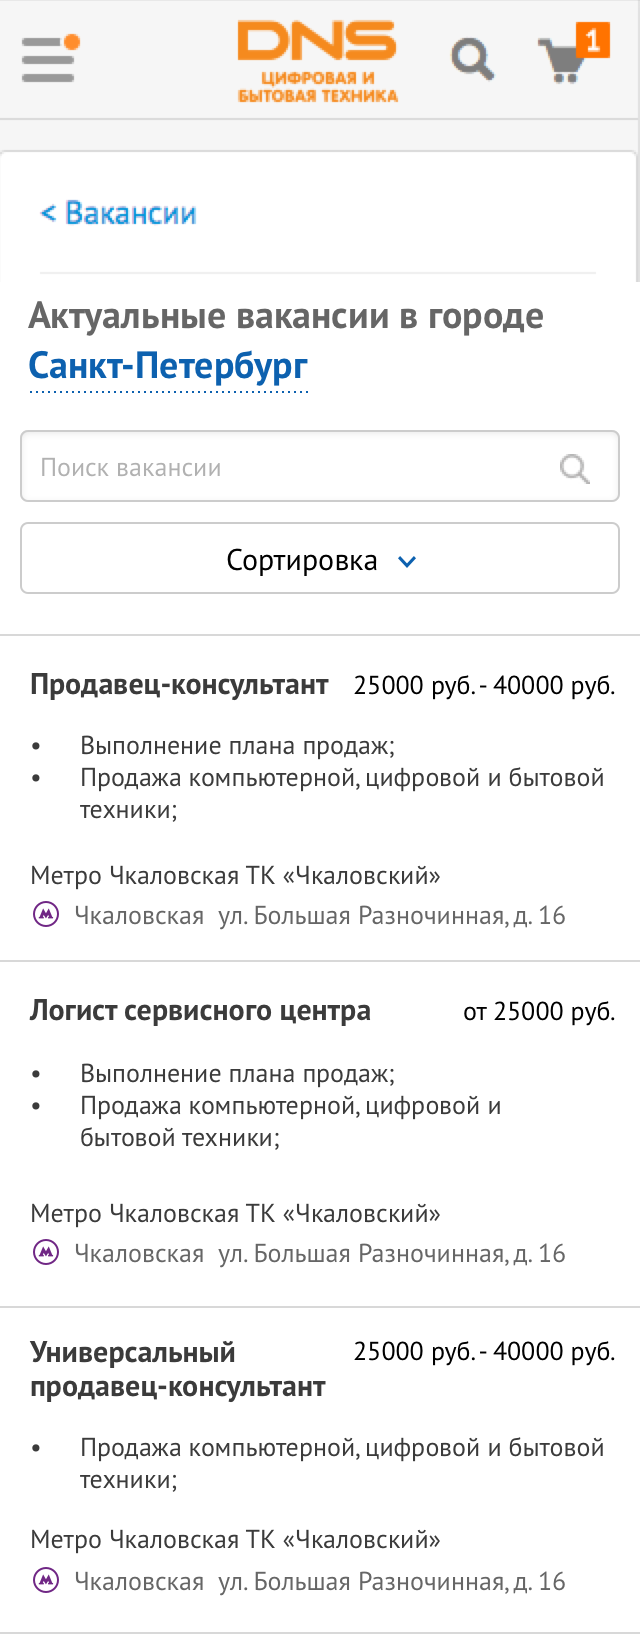 DNS
1
ЦИФРОВАЯ И
БЫТОВАЯ ТЕХНИКА
< Вакансии
Актуальные вакансии в городе
Санкт-Петербург
Поиск вакансии
Сортировка
Продавец-консультант 25000 руб. - 40000 руб.
• Выполнение плана продаж;
• Продажа компьютерной, цифровой и бытовой
техники;
Метро Чкаловская ТК «Чкаловский»
Чкаловская ул. Большая Разночинная, д. 16
Логист сервисного центра от 25000 руб.
• Выполнение плана продаж;
• Продажа компьютерной, цифровой и
бытовой техники;
Метро Чкаловская ТК «Чкаловский»
Чкаловская ул. Большая Разночинная, д. 16
Универсальный 25000 руб. - 40000 руб.
продавец-консультант
• Продажа компьютерной, цифровой и бытовой
техники;
Метро Чкаловская ТК «Чкаловский»
Чкаловская ул. Большая Разночинная, д. 16